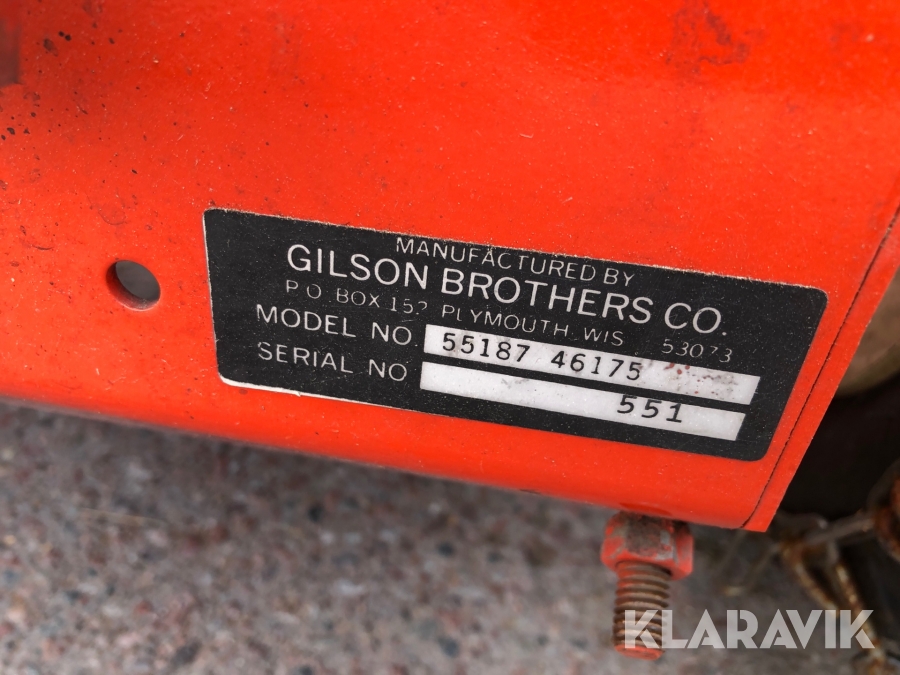 MANUFACTURED BY
GILSON BROTHERS CO.
P.O. BOX 152 PLYMOUTH, WIS 53073
MODEL NO 55187 46175
SERIAL NO 551
KLARAVIK